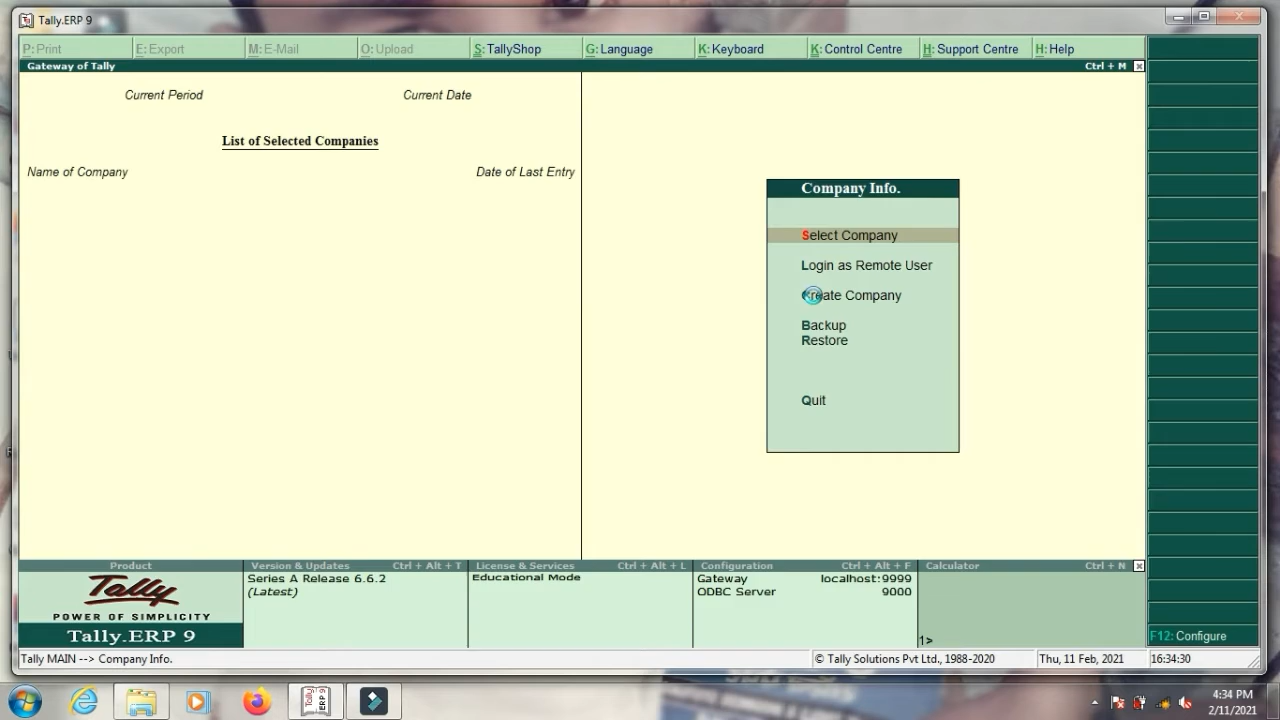 Tally.ERP 9
P: Print
E: Export
M: E-Mail
O: Upload
S: TallyShop
G: Language
K: Keyboard
K: Control Centre
H: Support Centre
H: Help
Gateway of Tally
Ctrl + M
Current Period
Current Date
List of Selected Companies
Name of Company
Date of Last Entry
Company Info.
Select Company
Login as Remote User
Create Company
Backup
Restore
Quit
Product
Tally
POWER OF SIMPLICITY
Tally.ERP 9
Version & Updates Ctrl + Alt + T
Series A Release 6.6.2
(Latest)
License & Services Ctrl + Alt + L
Educational Mode
Configuration Ctrl + Alt + F
Gateway localhost:9999
ODBC Server 9000
Calculator Ctrl + N
1>
F12: Configure
Tally MAIN --> Company Info.
© Tally Solutions Pvt Ltd., 1988-2020
Thu, 11 Feb, 2021
16:34:30
4:34 PM
2/11/2021